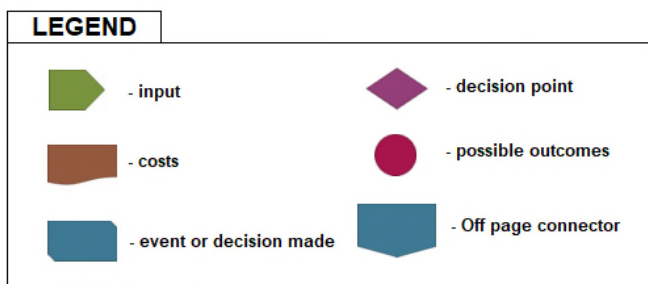 LEGEND
- input
- decision point
- costs
- possible outcomes
- event or decision made
- Off page connector